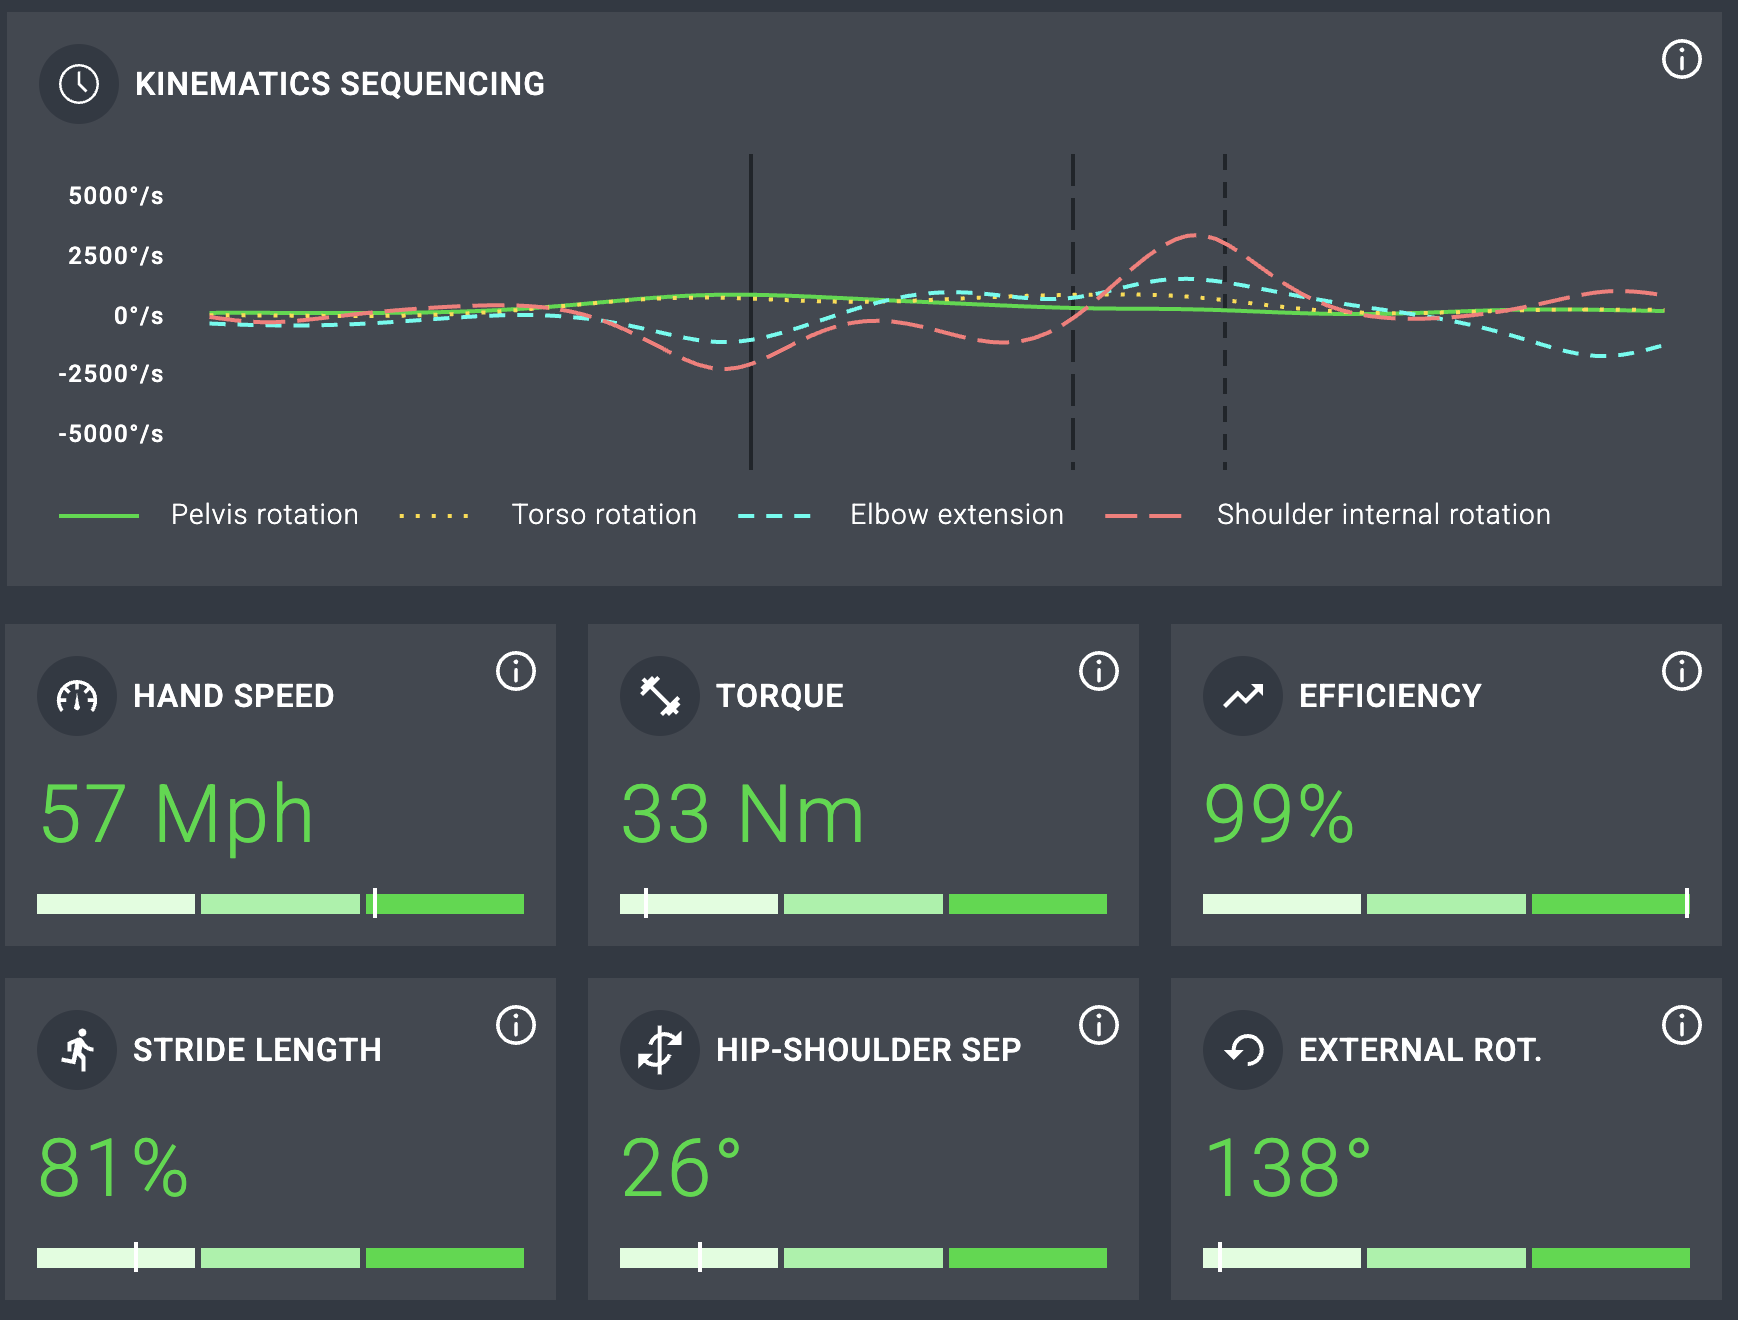 KINEMATICS SEQUENCING
5000°/s
2500°/s
0°/s
-2500°/s
-5000°/s
Pelvis rotation Torso rotation Elbow extension Shoulder internal rotation
HAND SPEED
57 Mph
TORQUE
33 Nm
EFFICIENCY
99%
STRIDE LENGTH
81%
HIP-SHOULDER SEP
26°
EXTERNAL ROT.
138°